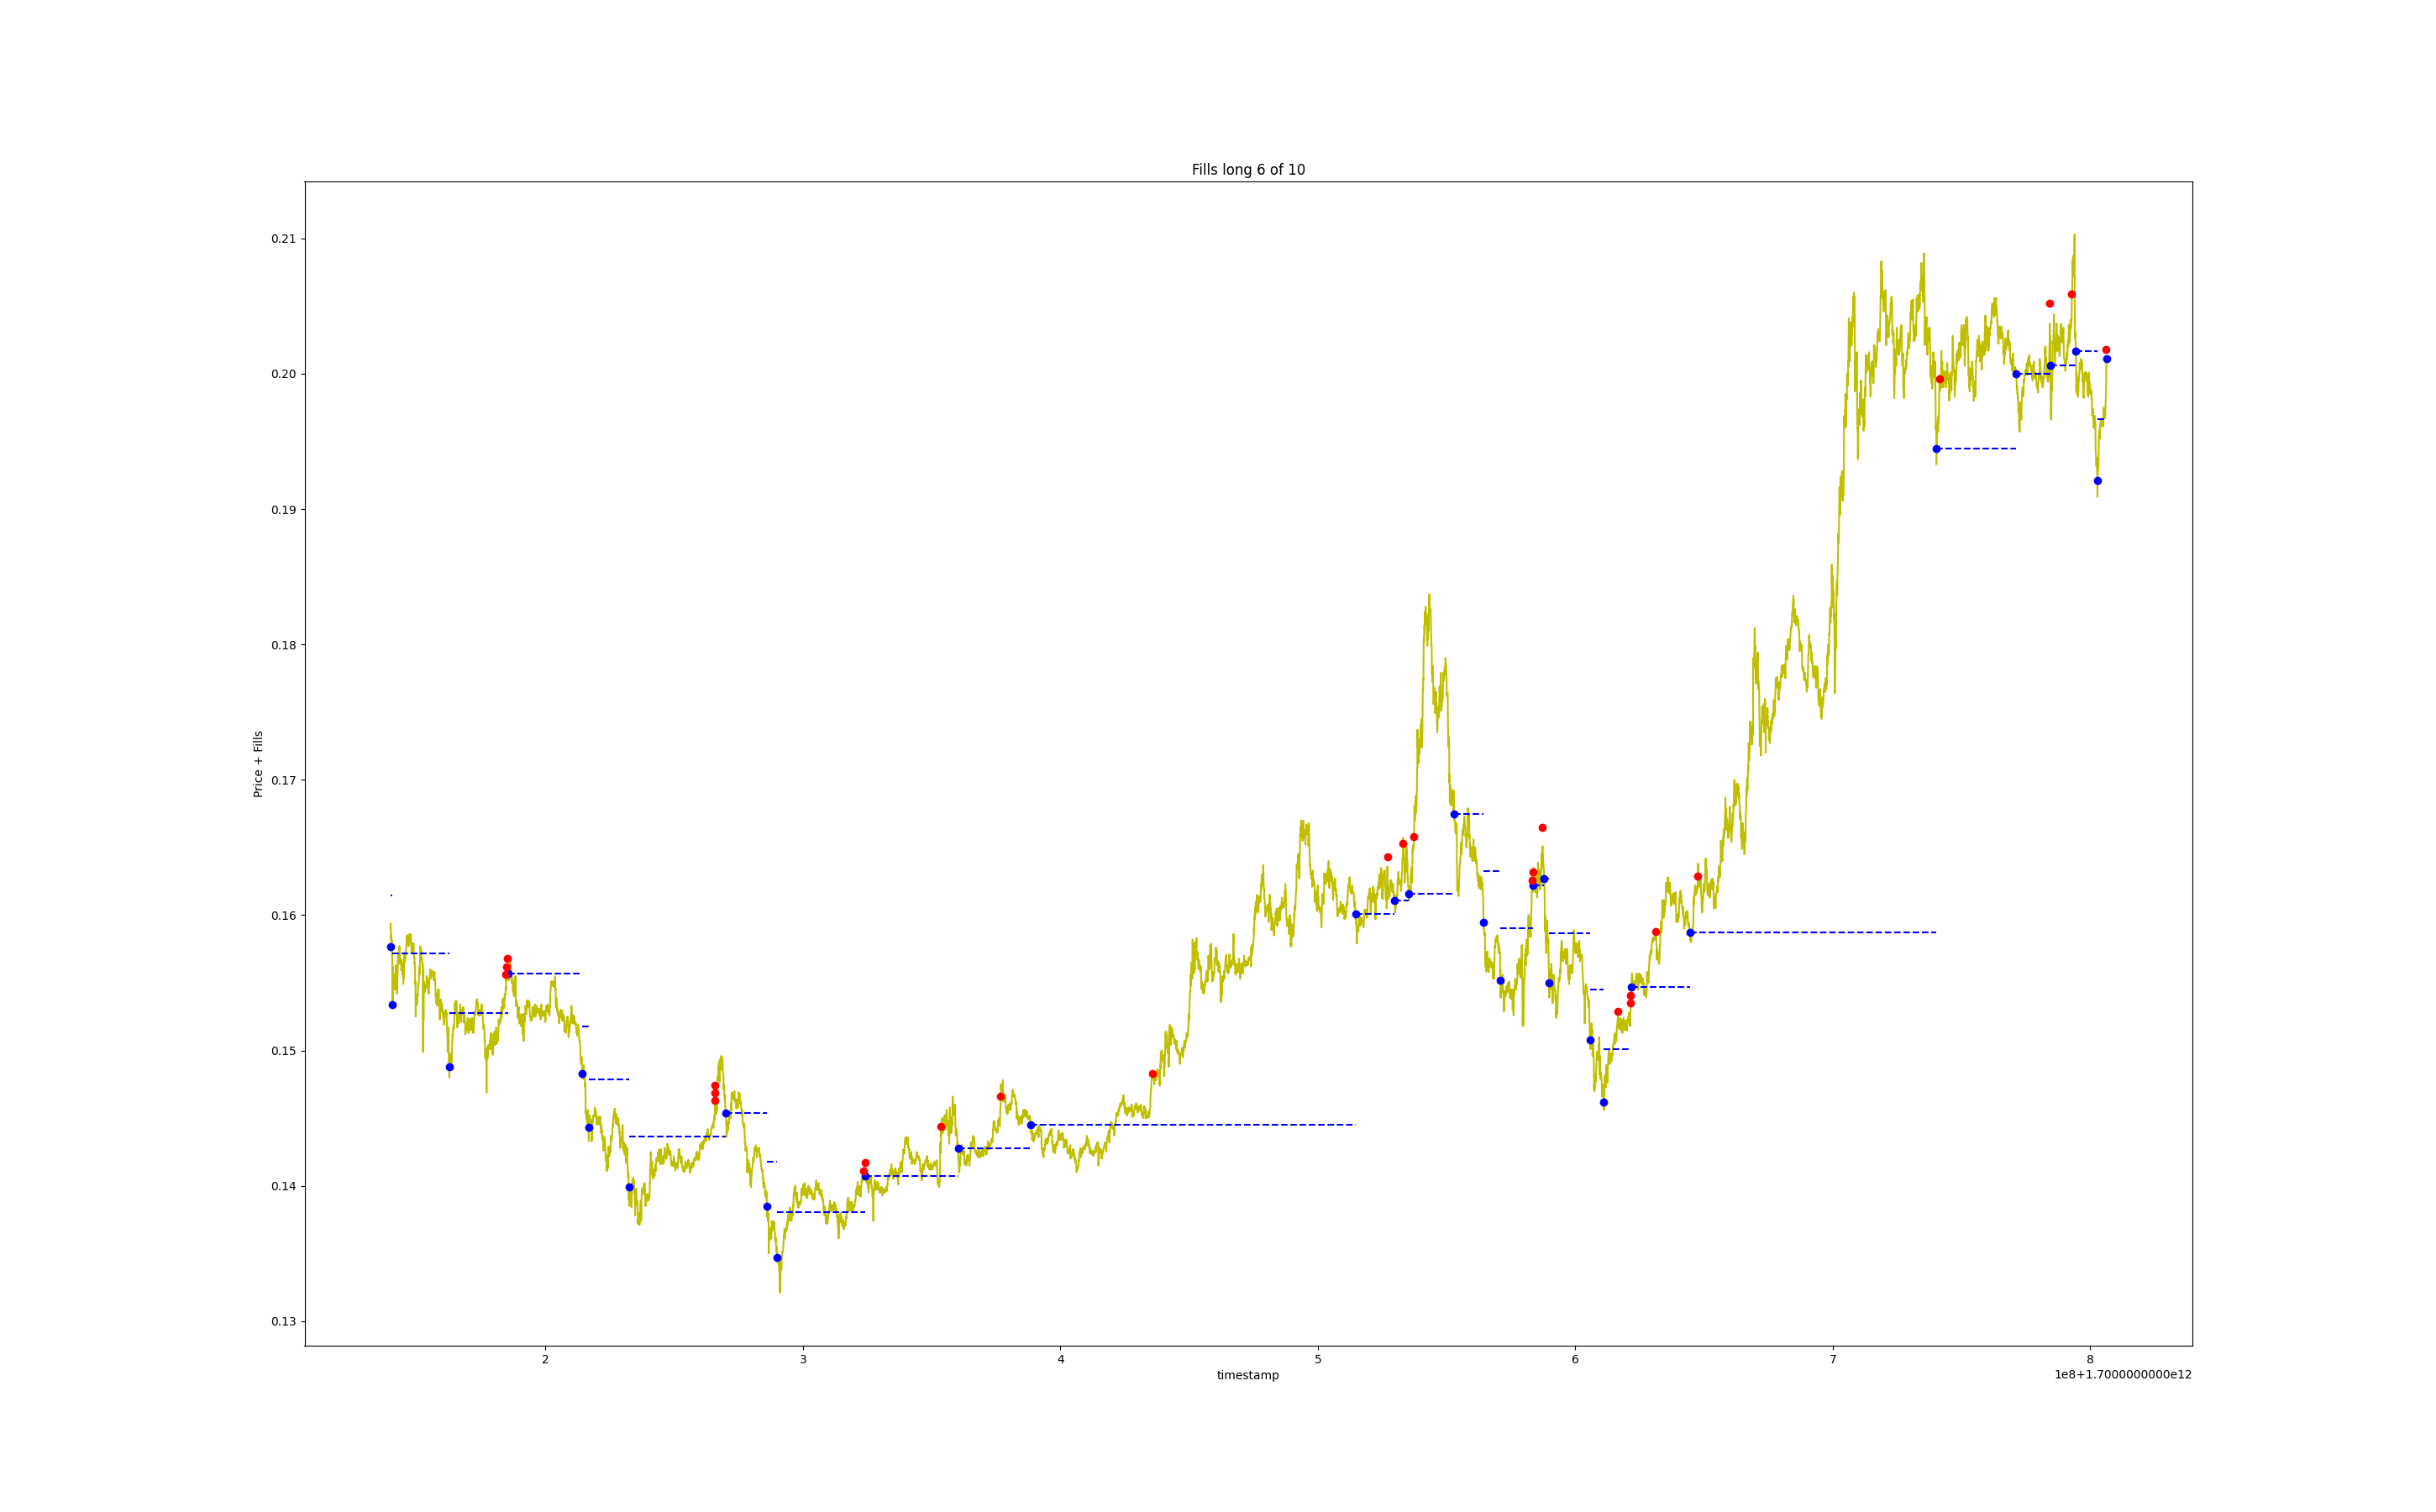 Fills long 6 of 10
0.21
0.20
0.19
0.18
0.17
0.16
0.15
0.14
0.13
Price + Fills
2 3 4 5 6 7 8
timestamp
1e8+1.7000000000e12